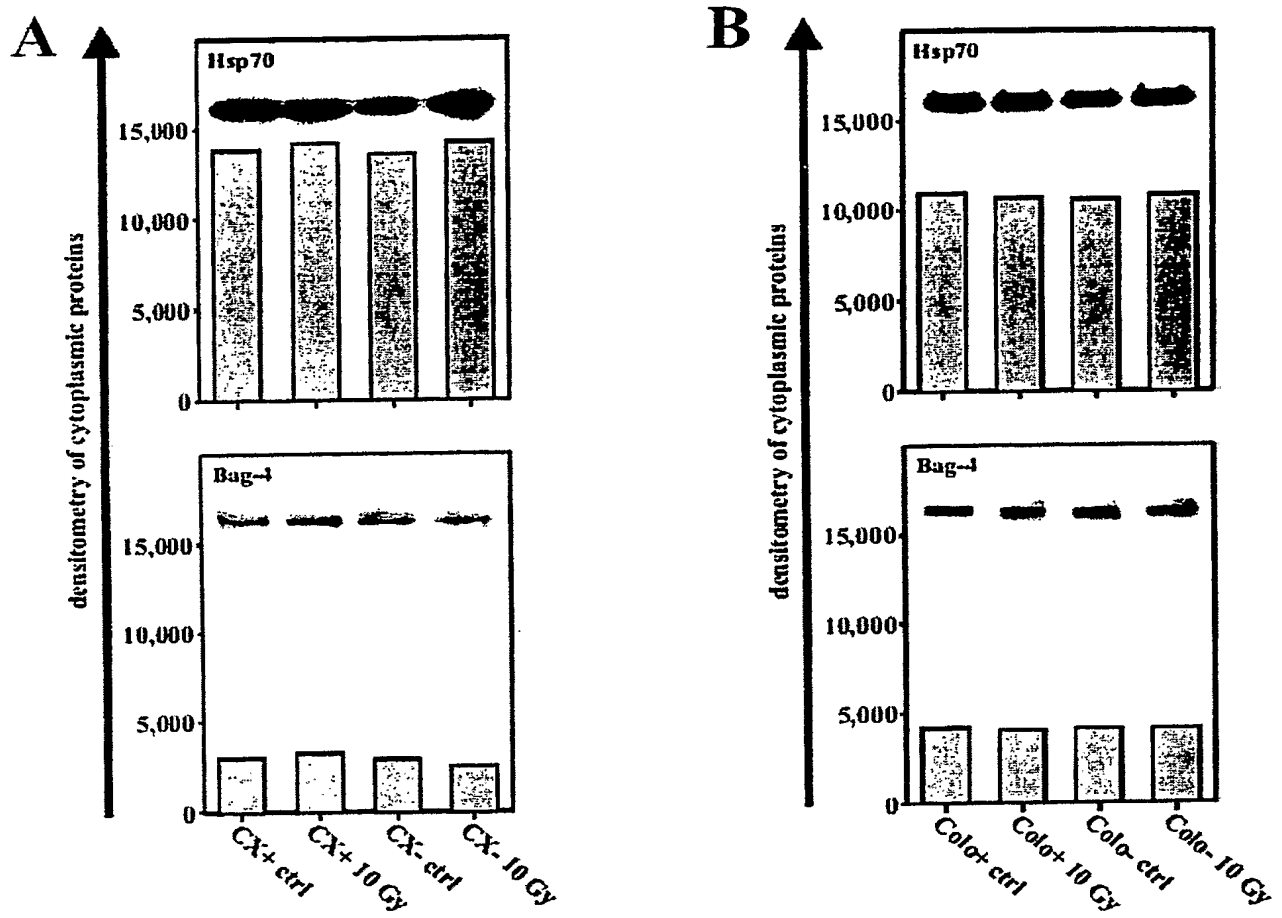 A
densitometry of cytoplasmic proteins
Hsp70
15,000
10,000
5,000
0
Bag-4
15,000
10,000
5,000
0
CX+ ctrl
CX+ 10 Gy
CX- ctrl
CX- 10 Gy
B
densitometry of cytoplasmic proteins
Hsp70
15,000
10,000
5,000
0
Bag-4
15,000
10,000
5,000
0
Colo+ ctrl
Colo+ 10 Gy
Colo- ctrl
Colo- 10 Gy